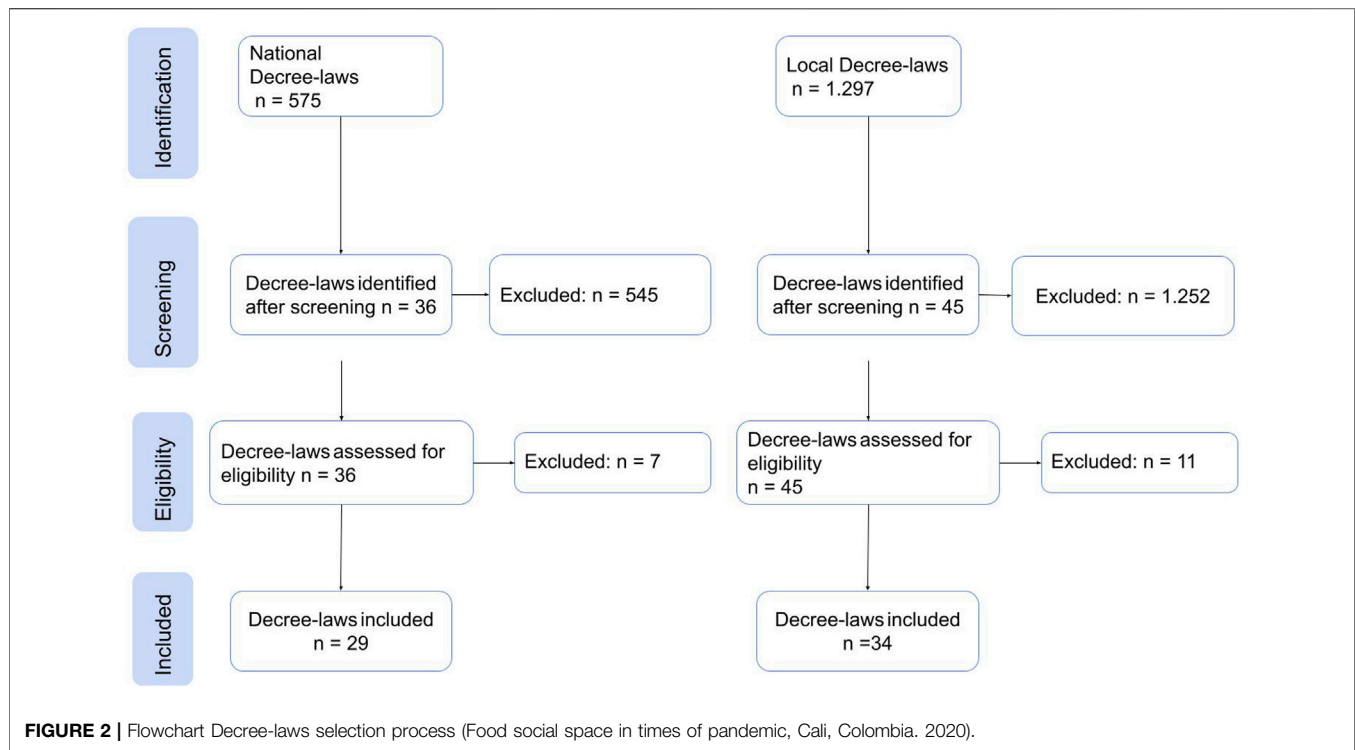 Identification
National
Decree-laws
n = 575
Local Decree-laws
n = 1.297
Screening
Decree-laws identified
after screening n = 36
Excluded: n = 545
Decree-laws identified
after screening n = 45
Excluded: n = 1.252
Eligibility
Decree-laws assessed for
eligibility n = 36
Excluded: n = 7
Decree-laws assessed for
eligibility
n = 45
Excluded: n = 11
Included
Decree-laws included
n = 29
Decree-laws included
n =34
FIGURE 2 | Flowchart Decree-laws selection process (Food social space in times of pandemic, Cali, Colombia. 2020).